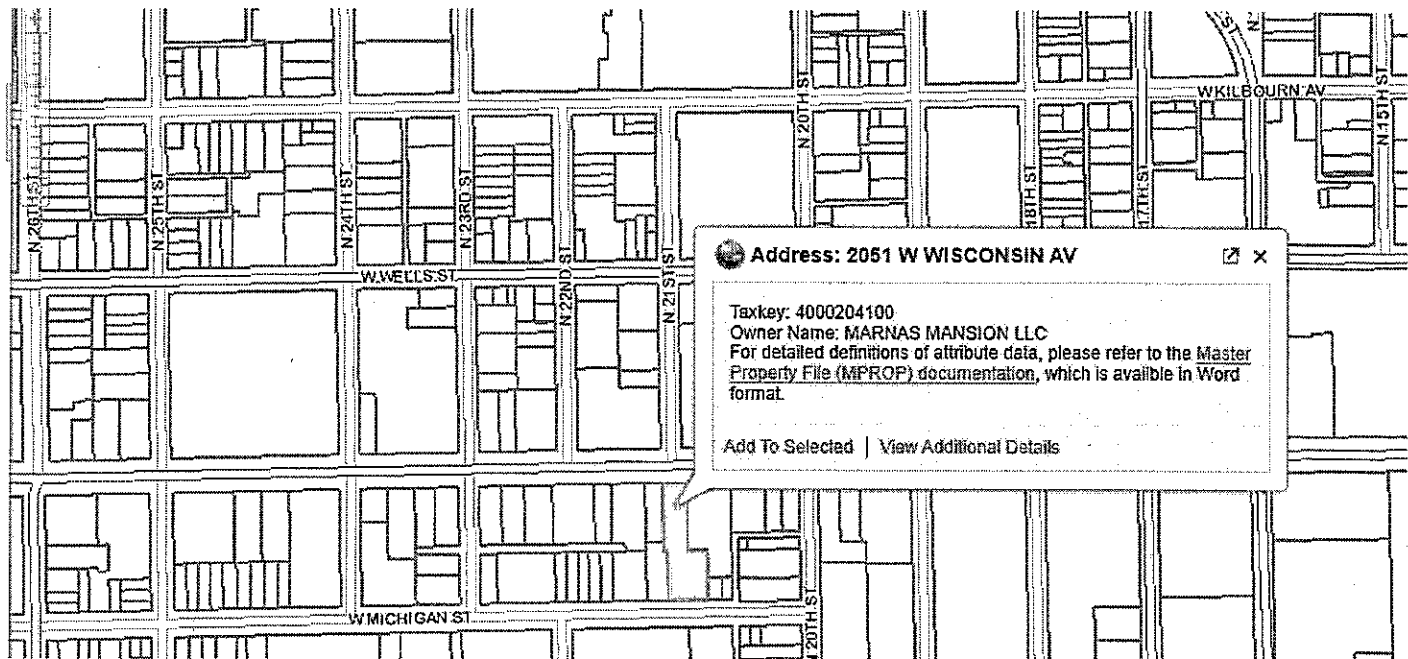 W KILBOURN AV
N 20TH ST
N 15TH ST
N 26TH ST
N 25TH ST
N 24TH ST
N 23RD ST
N 22ND ST
N 21ST ST
18TH ST
17TH ST
ST
N
W WELLS ST
Address: 2051 W WISCONSIN AV
Taxkey: 4000204100
Owner Name: MARNAS MANSION LLC
For detailed definitions of attribute data, please refer to the Master
Property File (MPROP) documentation, which is availble in Word
format.
Add To Selected | View Additional Details
W MICHIGAN ST
N 20TH ST